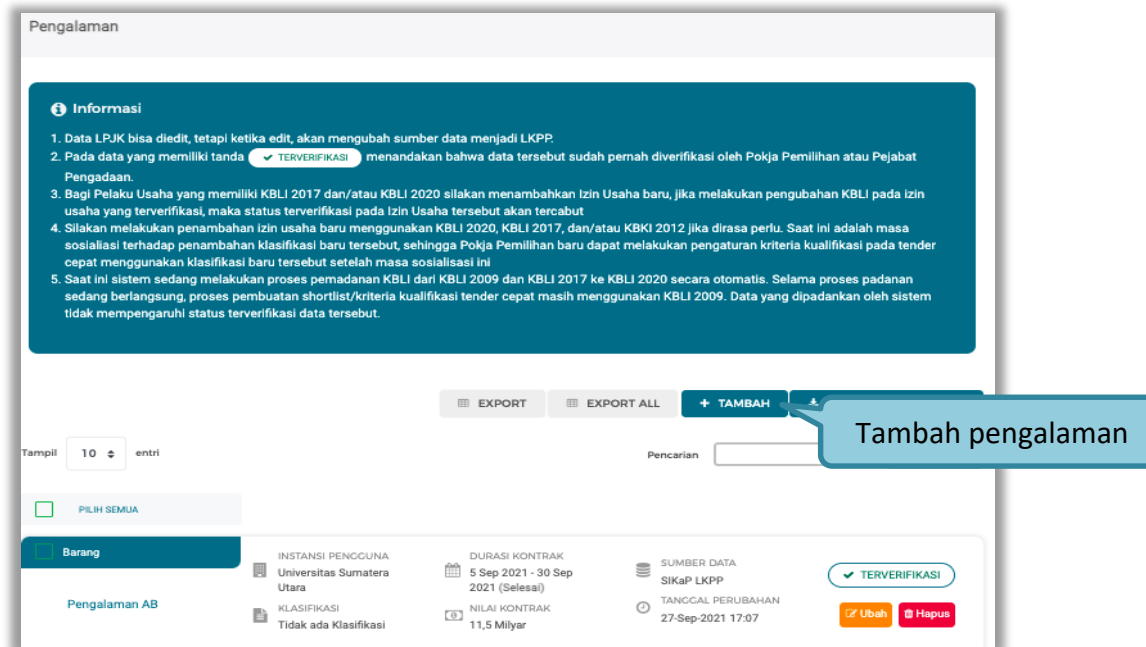 Pengalaman
Informasi
1. Data LPJK bisa diedit, tetapi ketika edit, akan mengubah sumber data menjadi LKPP.
2. Pada data yang memiliki tanda TERVERIFIKASI menandakan bahwa data tersebut sudah pernah diverifikasi oleh Pokja Pemilihan atau Pejabat
Pengadaan.
3. Bagi Pelaku Usaha yang memiliki KBLI 2017 dan/atau KBLI 2020 silakan menambahkan Izin Usaha baru, jika melakukan pengubahan KBLI pada izin
usaha yang terverifikasi, maka status terverifikasi pada Izin Usaha tersebut akan tercabut
4. Silakan melakukan penambahan izin usaha baru menggunakan KBLI 2020, KBLI 2017, dan/atau KBKI 2012 jika dirasa perlu. Saat ini adalah masa
sosialiasi terhadap penambahan klasifikasi baru tersebut, sehingga Pokja Pemilihan baru dapat melakukan pengaturan kriteria kualifikasi pada tender
cepat menggunakan klasifikasi baru tersebut setelah masa sosialisasi ini
5. Saat ini sistem sedang melakukan proses pemadanan KBLI dari KBLI 2009 dan KBLI 2017 ke KBLI 2020 secara otomatis. Selama proses padanan
sedang berlangsung, proses pembuatan shortlist/kriteria kualifikasi tender cepat masih menggunakan KBLI 2009. Data yang dipadankan oleh sistem
tidak mempengaruhi status terverifikasi data tersebut.
EXPORT EXPORT ALL + TAMBAH
Tambah pengalaman
Tampil 10 entri Pencarian
PILIH SEMUA
Barang
Pengalaman AB
INSTANSI PENGGUNA
Universitas Sumatera
Utara
KLASIFIKASI
Tidak ada Klasifikasi
DURASI KONTRAK
5 Sep 2021 - 30 Sep
2021 (Selesai)
NILAI KONTRAK
11,5 Milyar
SUMBER DATA
SIKaP LKPP
TANGGAL PERUBAHAN
27-Sep-2021 17:07
TERVERIFIKASI
Ubah Hapus